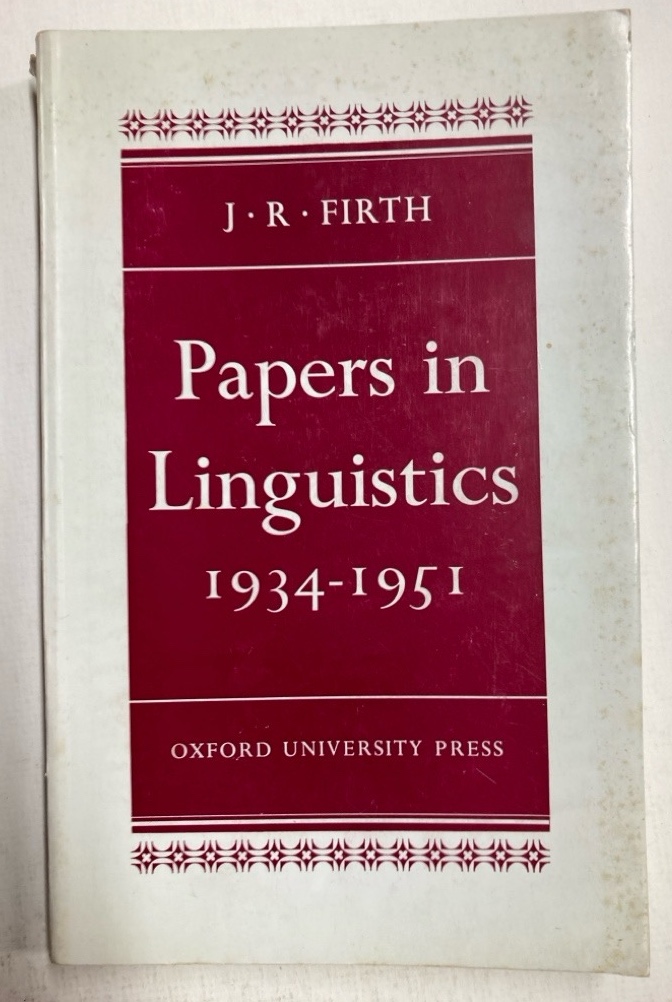 J · R · FIRTH
Papers in
Linguistics
1934-1951
OXFORD UNIVERSITY PRESS